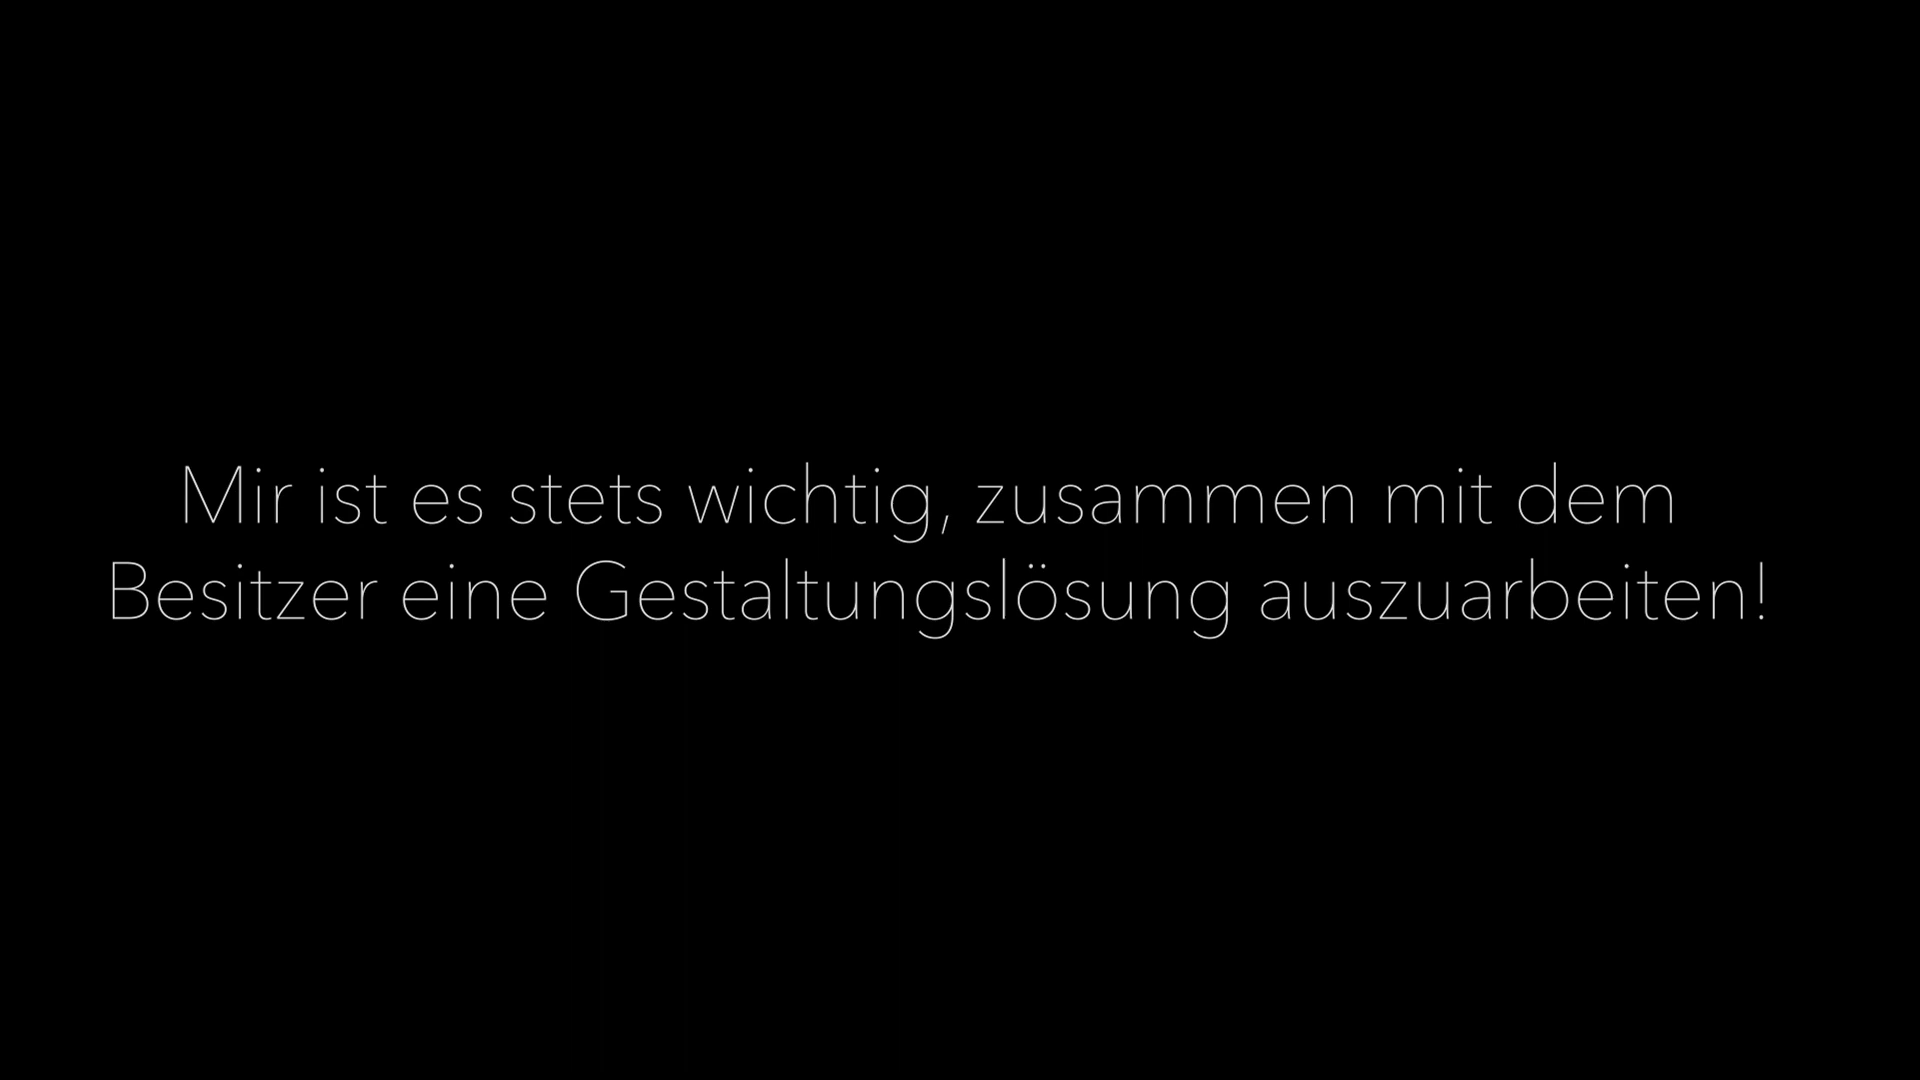 Mir ist es stets wichtig, zusammen mit dem
Besitzer eine Gestaltungslösung auszuarbeiten!